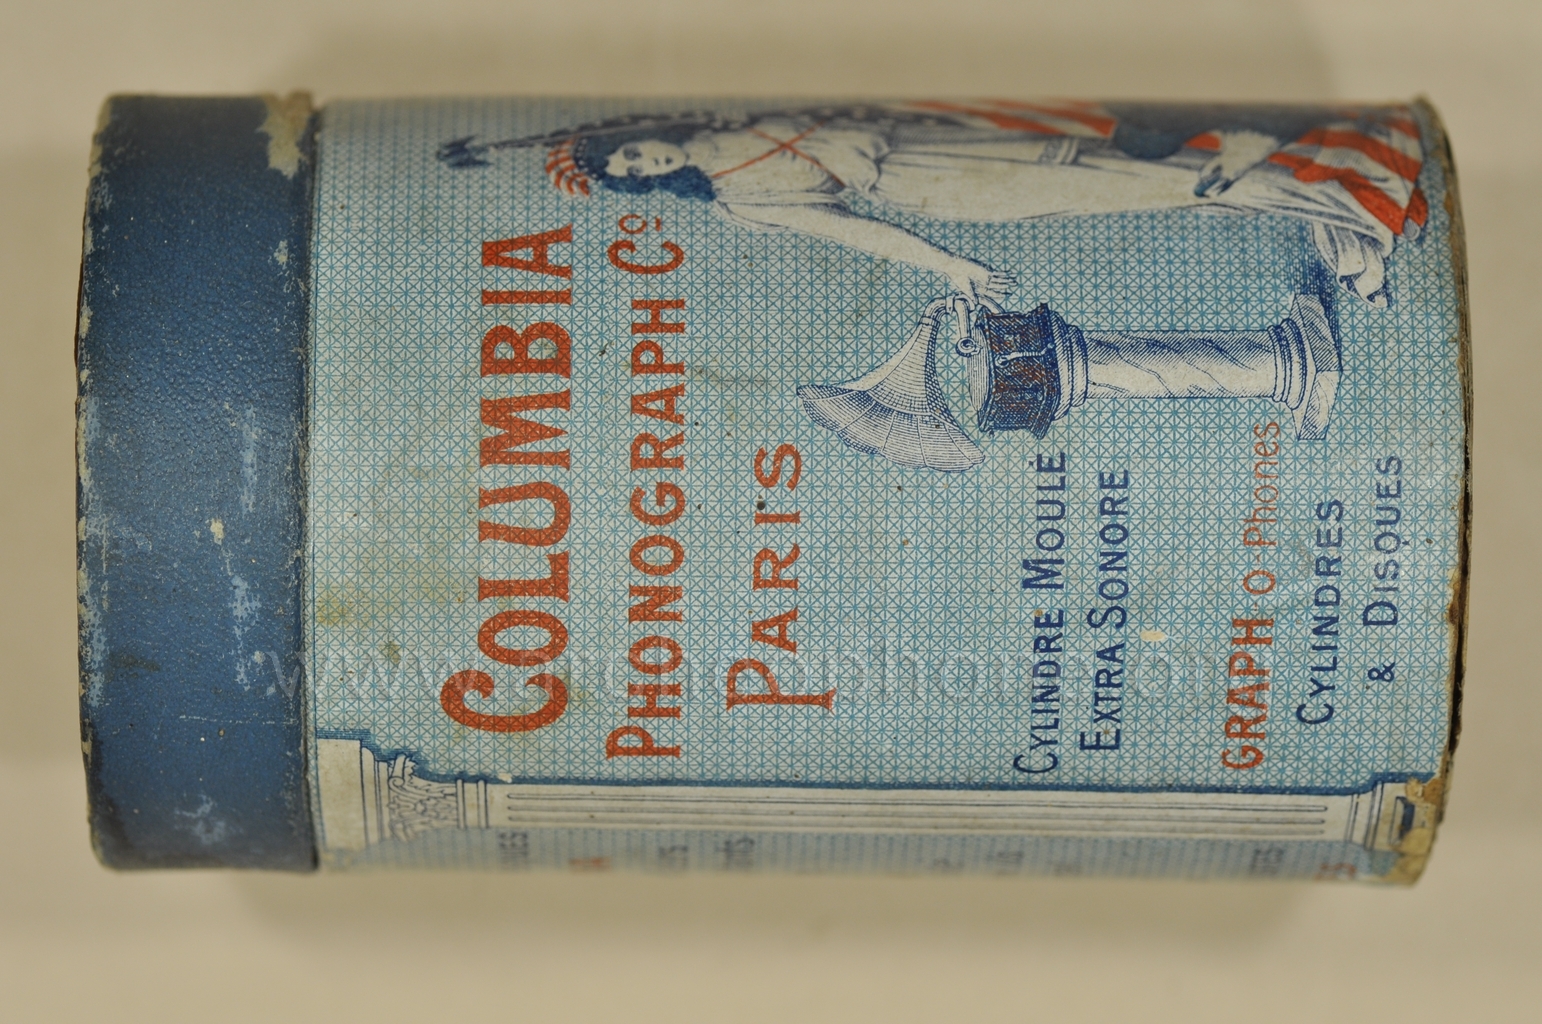 COLUMBIA
PHONOGRAPH Cº
PARIS
CYLINDRE MOULÉ
EXTRA SONORE
GRAPH O Phones
CYLINDRES
& DISQUES